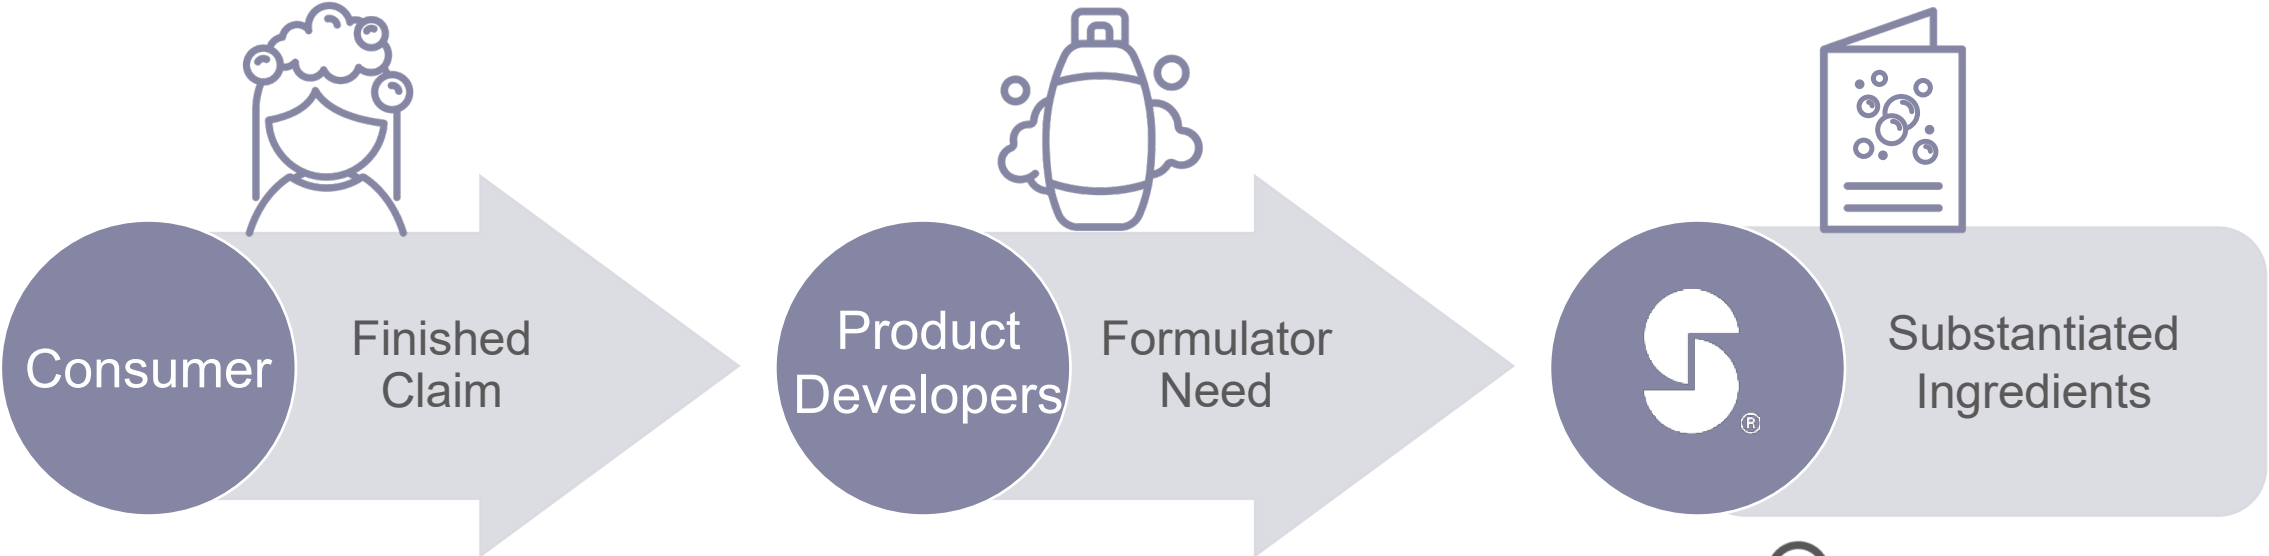 Consumer
Finished
Claim
Product
Developers
Formulator
Need
S
®
Substantiated
Ingredients